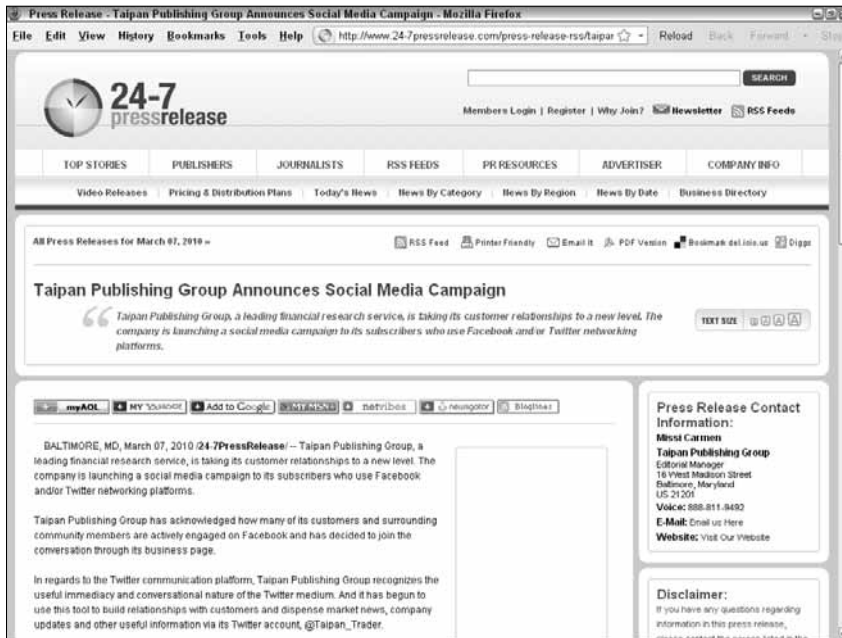 Press Release - Taipan Publishing Group Announces Social Media Campaign - Mozilla Firefox
File Edit View History Bookmarks Tools Help http://www.24-7pressrelease.com/press-release-rss/taipar Reload Back Forward Stop
24-7
pressrelease
SEARCH
Members Login | Register | Why Join? Newsletter RSS Feeds
TOP STORIES PUBLISHERS JOURNALISTS RSS FEEDS PR RESOURCES ADVERTISER COMPANY INFO
Video Releases | Pricing & Distribution Plans | Today's News | News By Category | News By Region | News By Date | Business Directory
All Press Releases for March 07, 2010 »
RSS Feed Printer Friendly Email It PDF Version Bookmark del.icio.us Diggs
Taipan Publishing Group Announces Social Media Campaign
Taipan Publishing Group, a leading financial research service, is taking its customer relationships to a new level. The
company is launching a social media campaign to its subscribers who use Facebook and/or Twitter networking
platforms.
TEXT SIZE A A A A
myAOL MY YAHOO! Add to Google MY MSN netvibes newsgator Bloglines
BALTIMORE, MD, March 07, 2010 /24-7PressRelease/ -- Taipan Publishing Group, a
leading financial research service, is taking its customer relationships to a new level. The
company is launching a social media campaign to its subscribers who use Facebook
and/or Twitter networking platforms.
Taipan Publishing Group has acknowledged how many of its customers and surrounding
community members are actively engaged on Facebook and has decided to join the
conversation through its business page.
In regards to the Twitter communication platform, Taipan Publishing Group recognizes the
useful immediacy and conversational nature of the Twitter medium. And it has begun to
use this tool to build relationships with customers and dispense market news, company
updates and other useful information via its Twitter account, @Taipan_Trader.
Press Release Contact
Information:
Missi Carmen
Taipan Publishing Group
Editorial Manager
16 West Madison Street
Baltimore, Maryland
US 21201
Voice: 888-811-9492
E-Mail: Email us Here
Website: Visit Our Website
Disclaimer:
If you have any questions regarding
information in this press release,